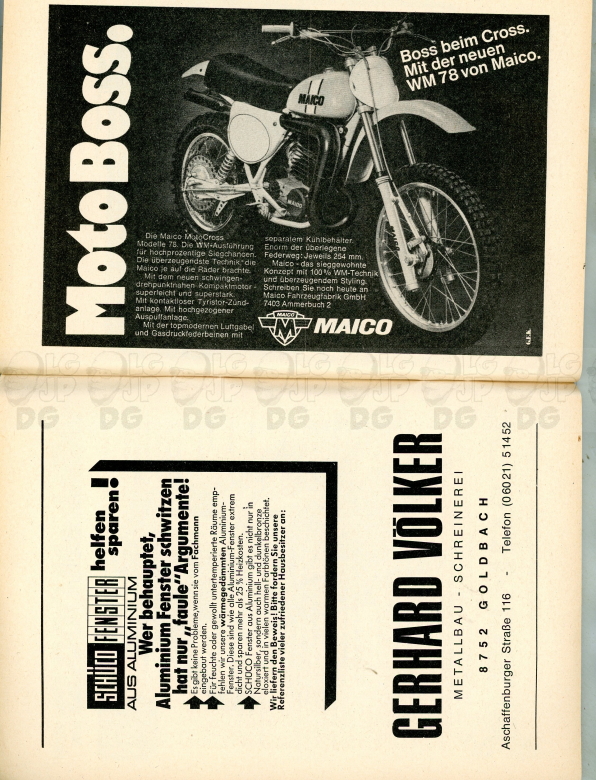 Moto Boss.
Boss beim Cross.
Mit der neuen
WM 78 von Maico.
MAICO
Die Maico MotoCross
Modelle 78. Die WM-Ausführung
für hochprozentige Siegchancen.
Die überzeugendste Technik, die
Maico je auf die Räder brachte.
Mit dem neuen schwingen-
drehpunktnahen Kompaktmotor -
superleicht und superstark.
Mit kontaktloser Tyristor-Zünd-
anlage. Mit hochgezogener
Auspuffanlage.
Mit der topmodernen Luftgabel
und Gasdruckfederbeinen mit
separatem Kühlbehälter.
Enorm der überlegene
Federweg: Jeweils 254 mm.
Maico - das sieggewohnte
Konzept mit 100% WM-Technik
und überzeugendem Styling.
Schreiben Sie noch heute an
Maico Fahrzeugfabrik GmbH
7403 Ammerbuch 2
MAICO
M
MAICO
SCHÜCO FENSTER
AUS ALUMINIUM
helfen
sparen!
Wer behauptet,
Aluminium Fenster schwitzen
hat nur „faule" Argumente!
Es gibt keine Probleme, wenn sie vom Fachmann
eingebaut werden.
Für feuchte oder gewollt untertemperierte Räume emp-
fehlen wir unsere wärmegedämmten Aluminium-
Fenster. Diese sind wie alle Aluminium-Fenster extrem
dicht und sparen mehr als 25 % Heizkosten.
SCHÜCO Fenster aus Aluminium gibt es nicht nur in
Natursilber, sondern auch hell- und dunkelbronze
eloxiert und in vielen warmen Farbtönen beschichtet.
Wir liefern den Beweis! Bitte fordern Sie unsere
Referenzliste vieler zufriedener Hausbesitzer an:
GERHARD VÖLKER
METALLBAU - SCHREINEREI
8752 GOLDBACH
Aschaffenburger Straße 116 - Telefon (06021) 51452
DG DG DG DG DG DG DG